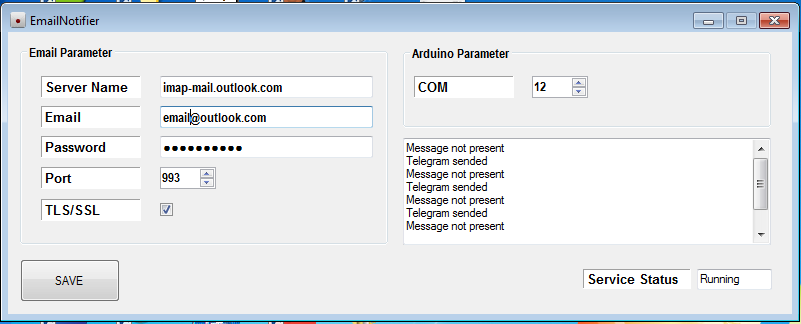 EmailNotifier
Email Parameter
Server Name
imap-mail.outlook.com
Email
email@outlook.com
Password
●●●●●●●●●●
Port
993
TLS/SSL
SAVE
Arduino Parameter
COM
12
Message not present
Telegram sended
Message not present
Telegram sended
Message not present
Telegram sended
Message not present
Service Status
Running